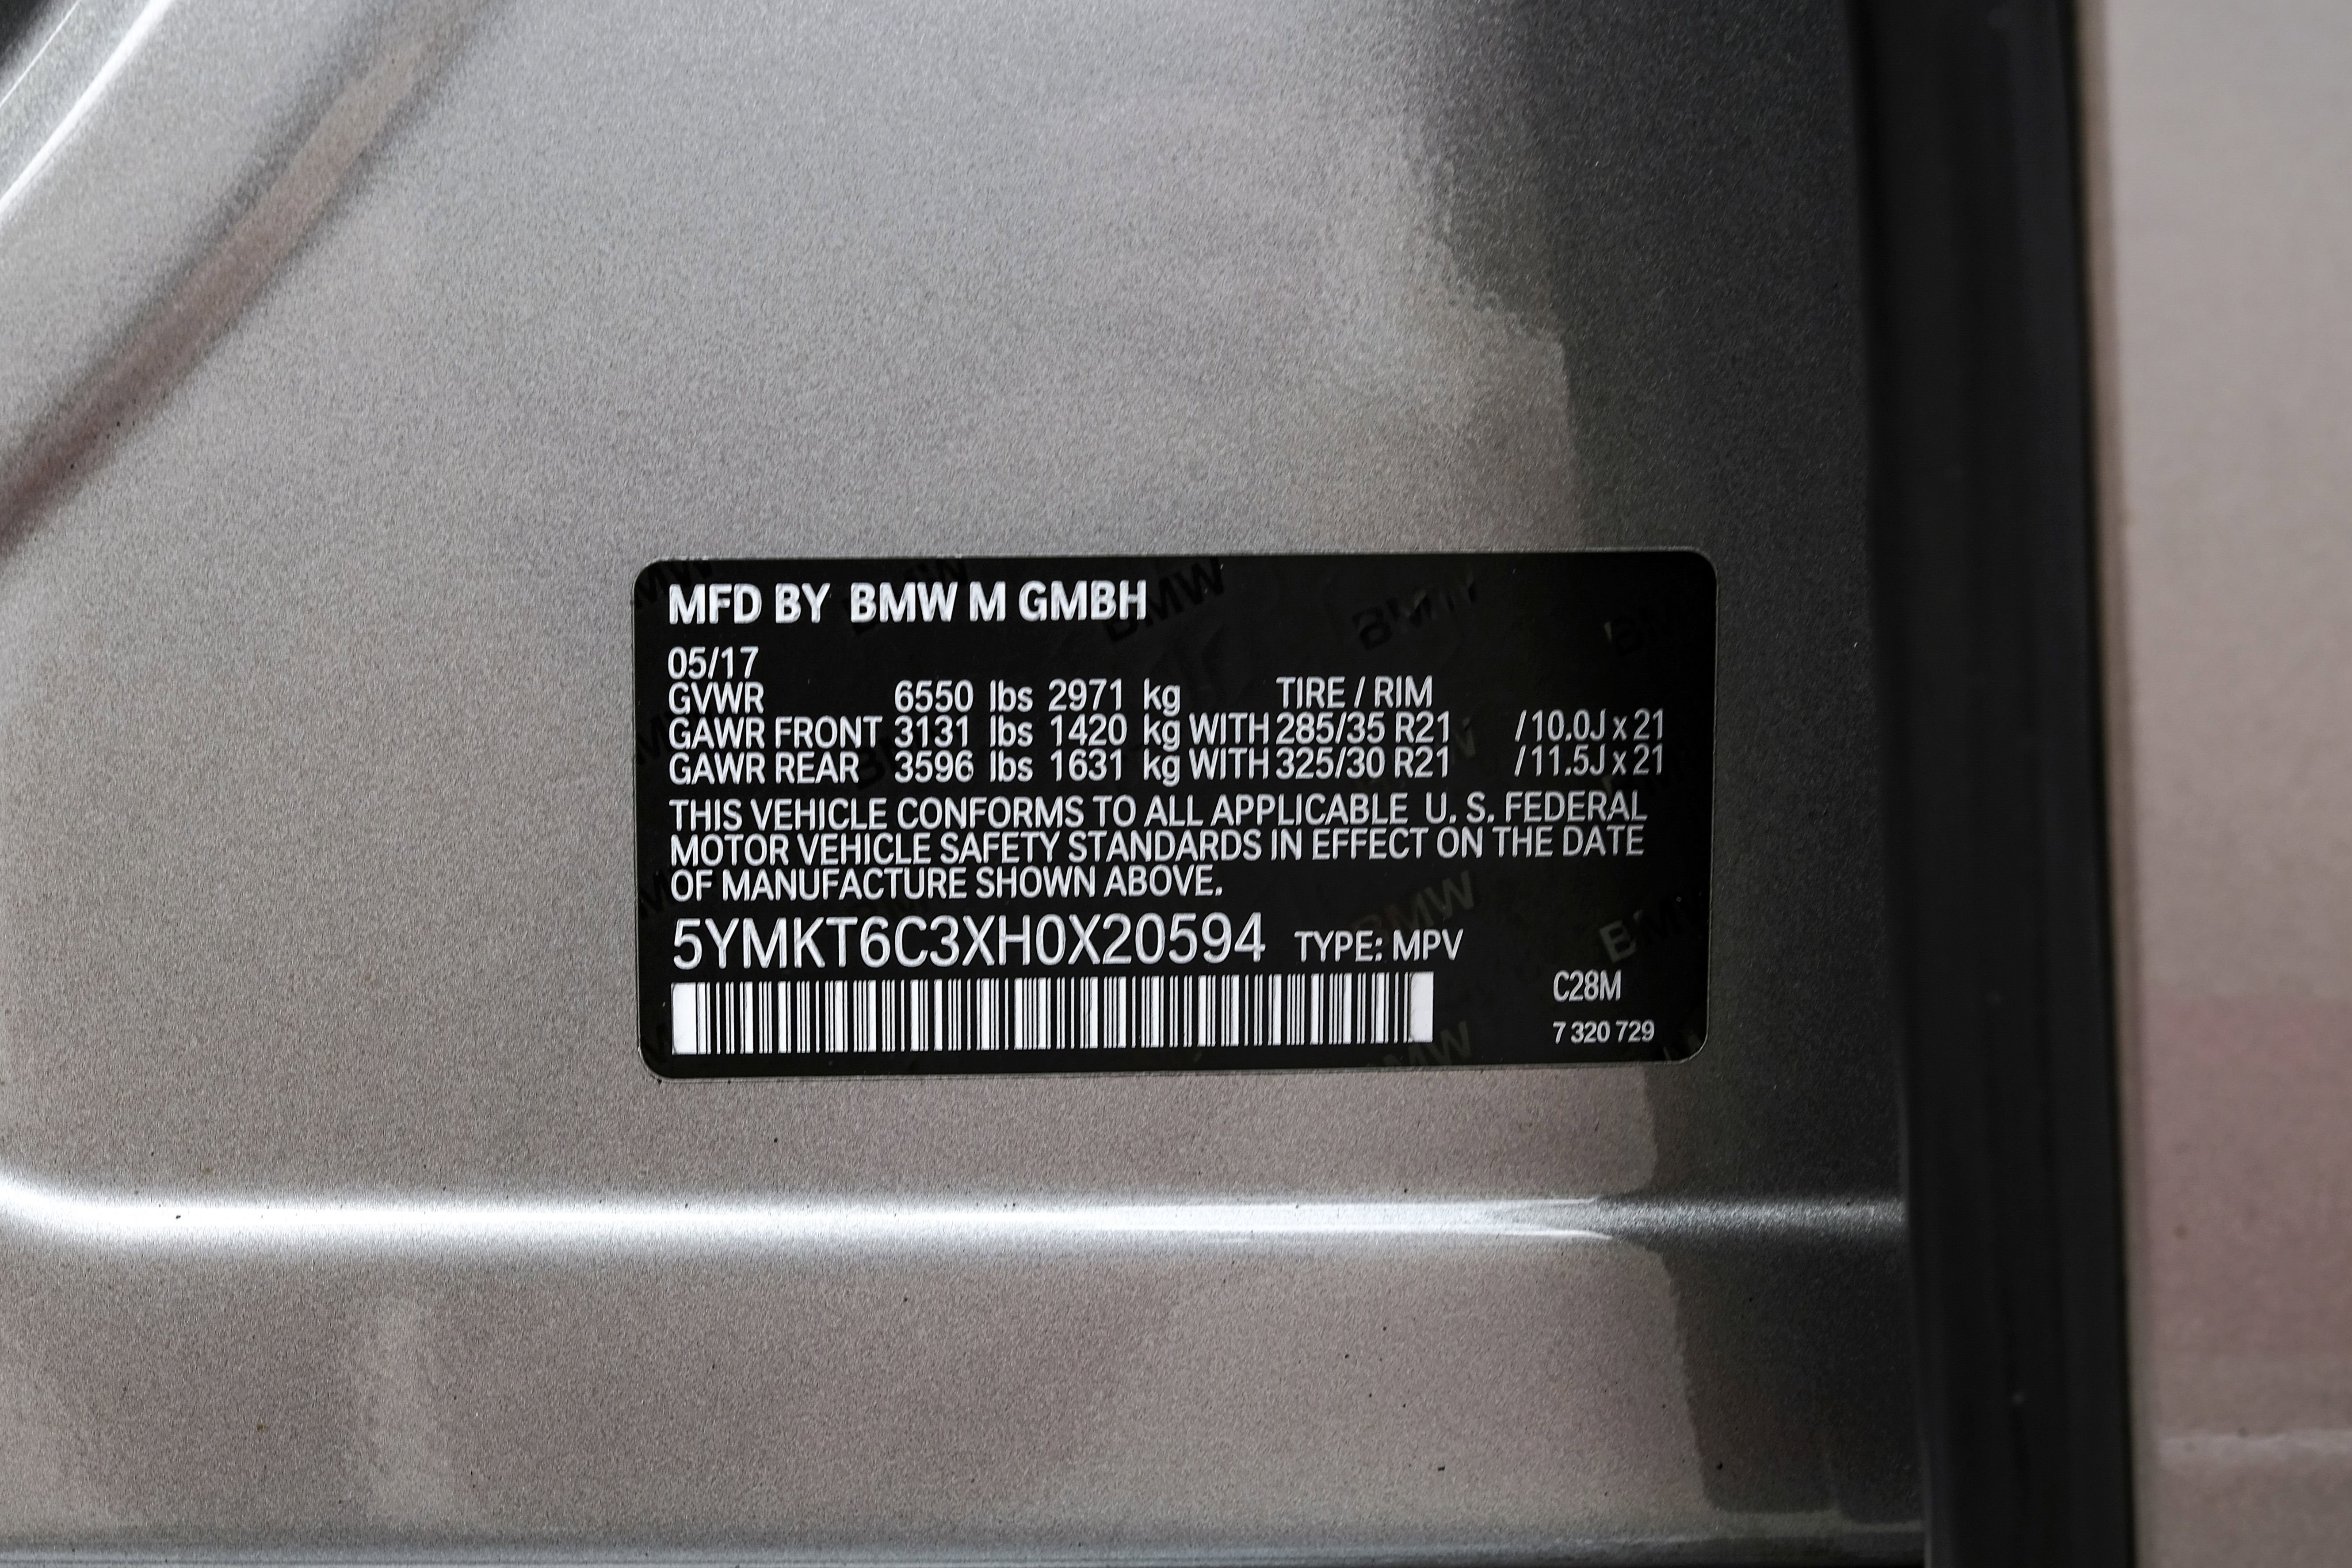 MFD BY BMW M GMBH
05/17
GVWR 6550 lbs 2971 kg TIRE / RIM
GAWR FRONT 3131 lbs 1420 kg WITH 285/35 R21 / 10.0J x 21
GAWR REAR 3596 lbs 1631 kg WITH 325/30 R21 / 11.5J x 21
THIS VEHICLE CONFORMS TO ALL APPLICABLE U. S. FEDERAL
MOTOR VEHICLE SAFETY STANDARDS IN EFFECT ON THE DATE
OF MANUFACTURE SHOWN ABOVE.
5YMKT6C3XH0X20594 TYPE: MPV
C28M
7 320 729